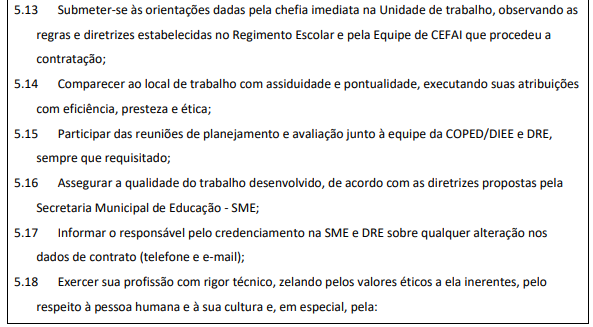 5.13 Submeter-se às orientações dadas pela chefia imediata na Unidade de trabalho, observando as
regras e diretrizes estabelecidas no Regimento Escolar e pela Equipe de CEFAI que procedeu a
contratação;
5.14 Comparecer ao local de trabalho com assiduidade e pontualidade, executando suas atribuições
com eficiência, presteza e ética;
5.15 Participar das reuniões de planejamento e avaliação junto à equipe da COPED/DIEE e DRE,
sempre que requisitado;
5.16 Assegurar a qualidade do trabalho desenvolvido, de acordo com as diretrizes propostas pela
Secretaria Municipal de Educação - SME;
5.17 Informar o responsável pelo credenciamento na SME e DRE sobre qualquer alteração nos
dados de contrato (telefone e e-mail);
5.18 Exercer sua profissão com rigor técnico, zelando pelos valores éticos a ela inerentes, pelo
respeito à pessoa humana e à sua cultura e, em especial, pela: